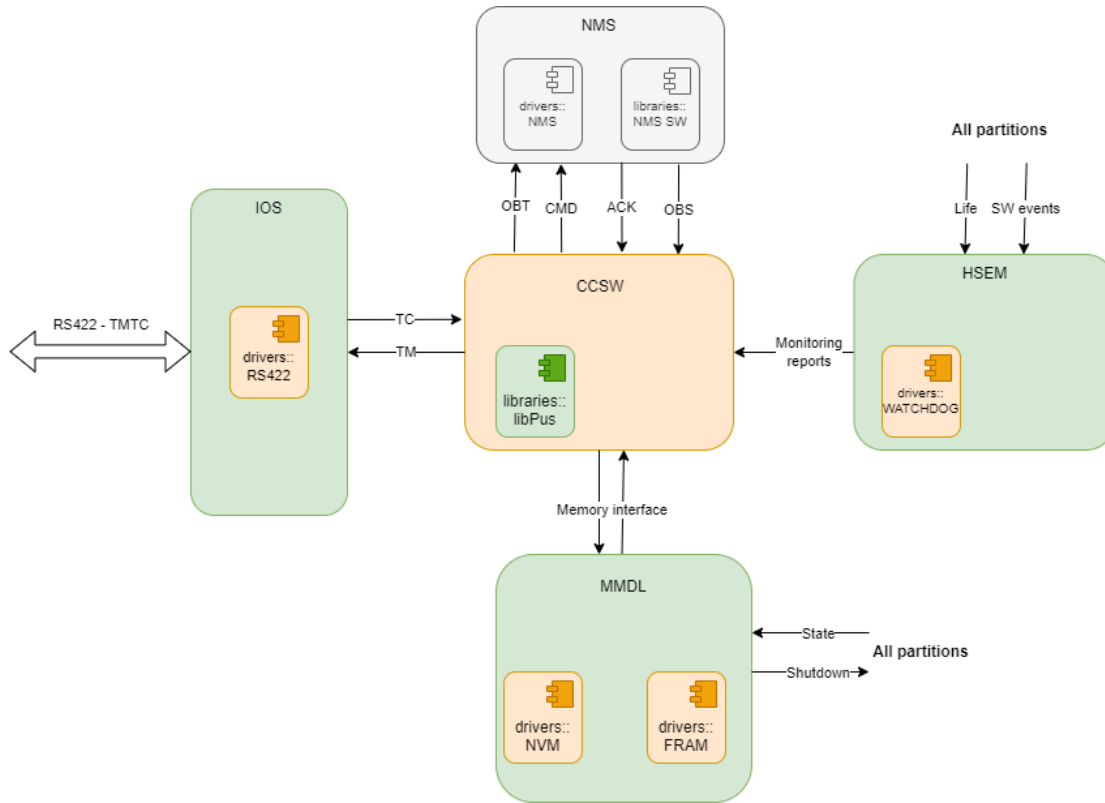 NMS
drivers::
NMS
libraries::
NMS SW
All partitions
OBT
CMD
ACK
OBS
Life
SW events
IOS
RS422 - TMTC
drivers::
RS422
TC
TM
CCSW
libraries::
libPus
Monitoring
reports
HSEM
drivers::
WATCHDOG
Memory interface
MMDL
State
All partitions
Shutdown
drivers::
NVM
drivers::
FRAM